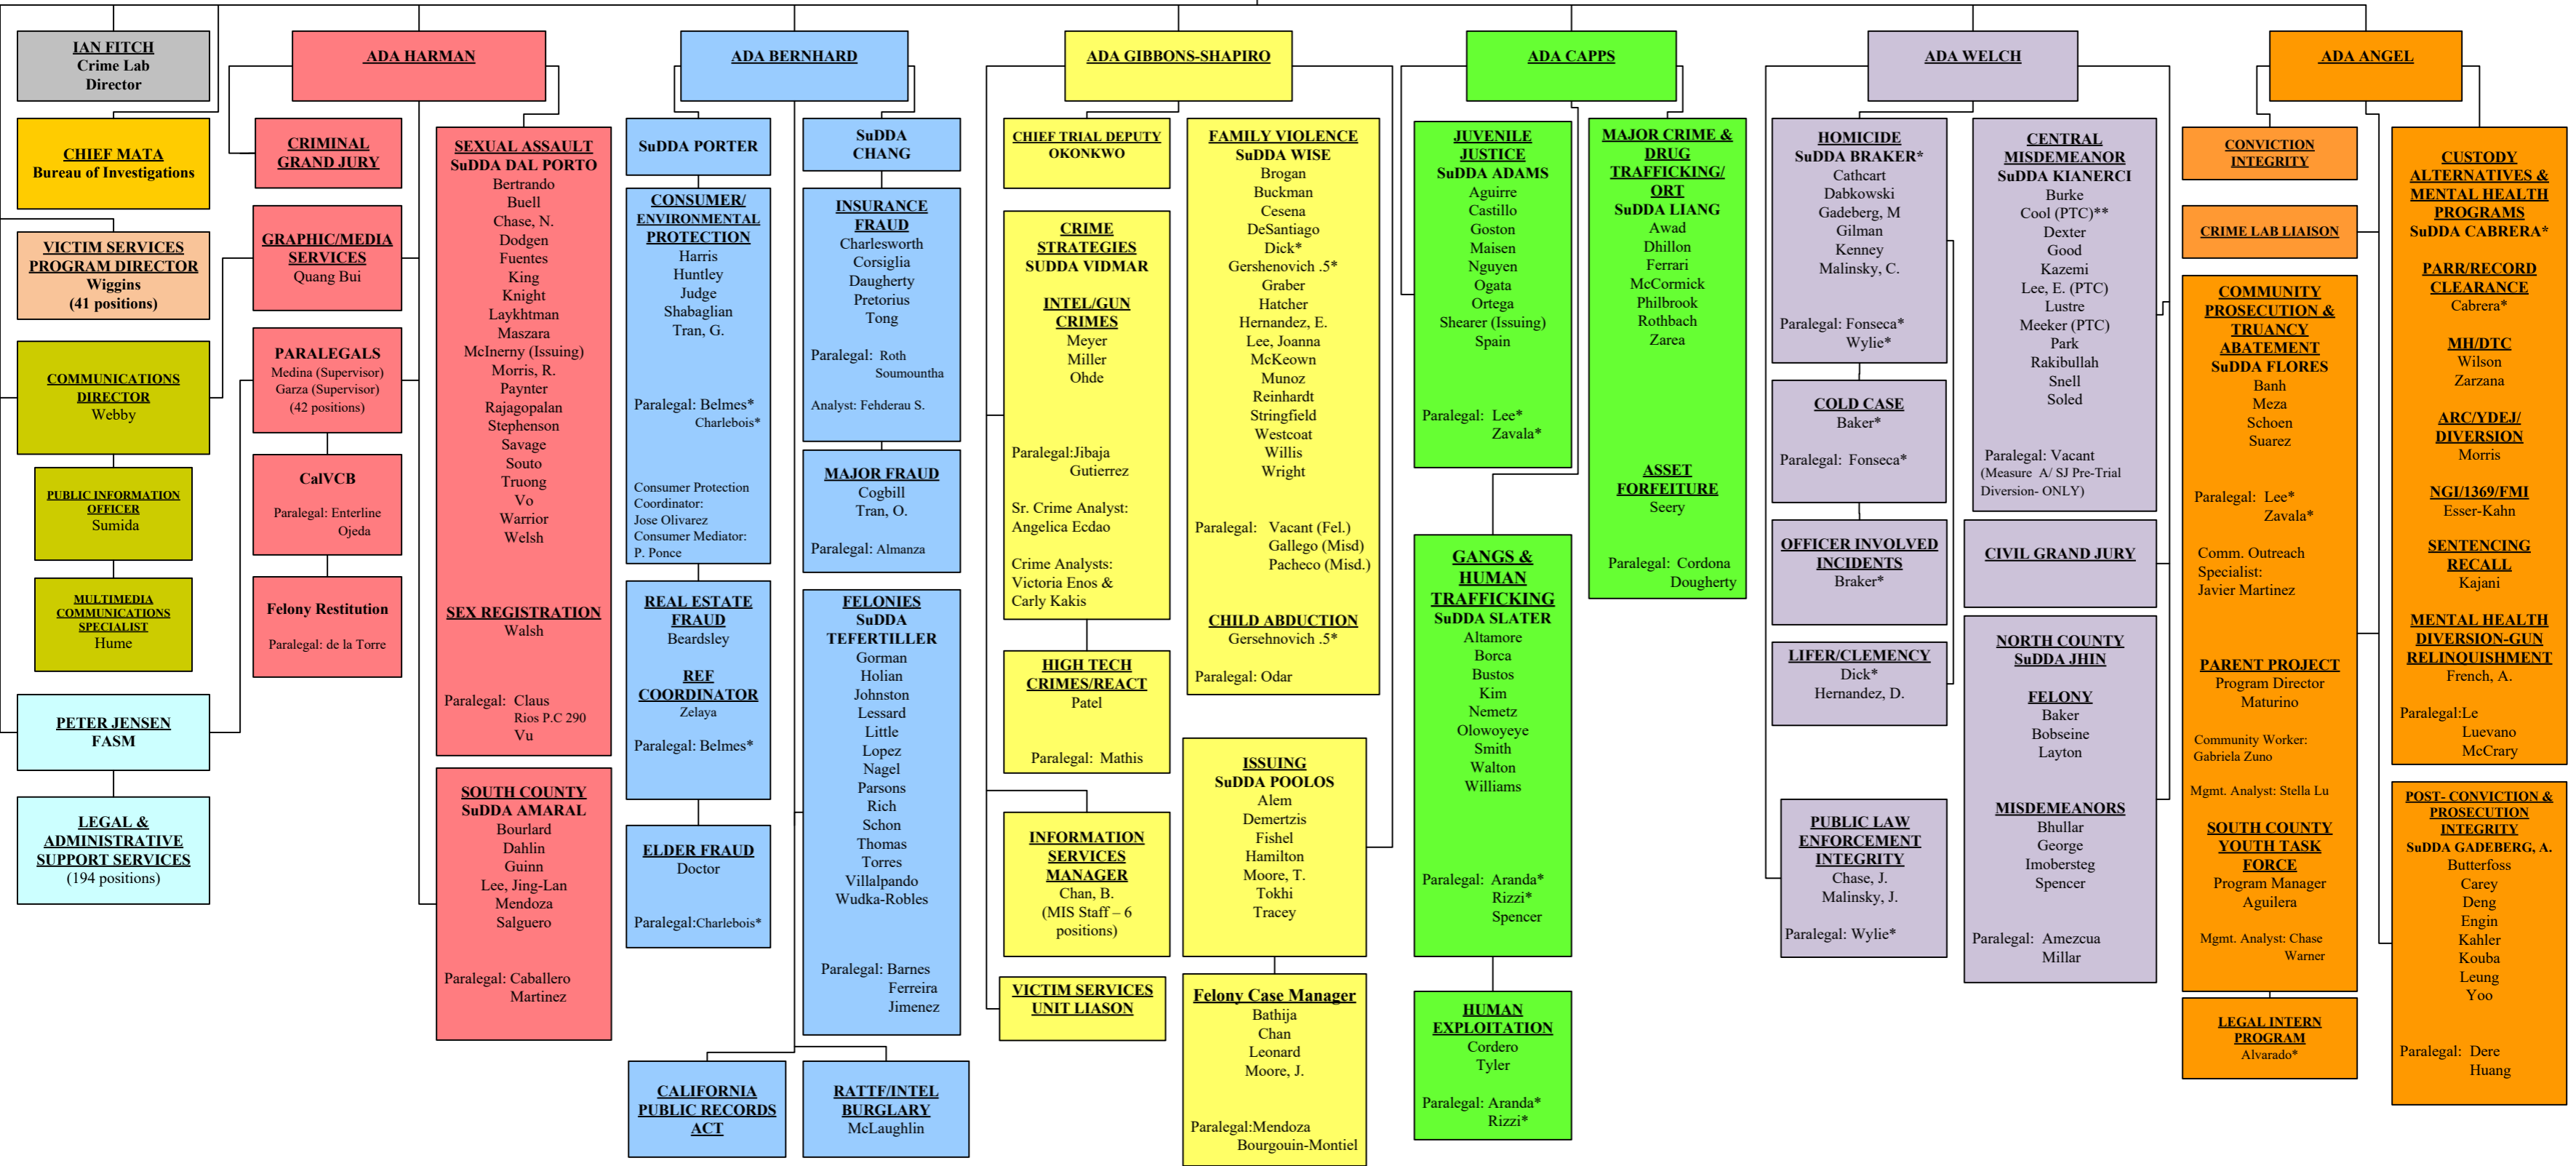 IAN FITCH
Crime Lab
Director
CHIEF MATA
Bureau of Investigations
VICTIM SERVICES
PROGRAM DIRECTOR
Wiggins
(41 positions)
COMMUNICATIONS
DIRECTOR
Webby
PUBLIC INFORMATION
OFFICER
Sumida
MULTIMEDIA
COMMUNICATIONS
SPECIALIST
Hume
PETER JENSEN
FASM
LEGAL &
ADMINISTRATIVE
SUPPORT SERVICES
(194 positions)
ADA HARMAN
CRIMINAL
GRAND JURY
GRAPHIC/MEDIA
SERVICES
Quang Bui
PARALEGALS
Medina (Supervisor)
Garza (Supervisor)
(42 positions)
CalVCB
Paralegal: Enterline
Ojeda
Felony Restitution
Paralegal: de la Torre
SEXUAL ASSAULT
SuDDA DAL PORTO
Bertrando
Buell
Chase, N.
Dodgen
Fuentes
King
Knight
Laykhtman
Maszara
McInerny (Issuing)
Morris, R.
Paynter
Rajagopalan
Stephenson
Savage
Souto
Truong
Vo
Warrior
Welsh
SEX REGISTRATION
Walsh
Paralegal: Claus
Rios P.C 290
Vu
SOUTH COUNTY
SuDDA AMARAL
Bourlard
Dahlin
Guinn
Lee, Jing-Lan
Mendoza
Salguero
Paralegal: Caballero
Martinez
ADA BERNHARD
SuDDA PORTER
CONSUMER/
ENVIRONMENTAL
PROTECTION
Harris
Huntley
Judge
Shabaglian
Tran, G.
Paralegal: Belmes*
Charlebois*
Consumer Protection
Coordinator:
Jose Olivarez
Consumer Mediator:
P. Ponce
REAL ESTATE
FRAUD
Beardsley
REF
COORDINATOR
Zelaya
Paralegal: Belmes*
ELDER FRAUD
Doctor
Paralegal:Charlebois*
CALIFORNIA
PUBLIC RECORDS
ACT
SuDDA
CHANG
INSURANCE
FRAUD
Charlesworth
Corsiglia
Daugherty
Pretorius
Tong
Paralegal: Roth
Soumountha
Analyst: Fehderau S.
MAJOR FRAUD
Cogbill
Tran, O.
Paralegal: Almanza
FELONIES
SuDDA
TEFERTILLER
Gorman
Holian
Johnston
Lessard
Little
Lopez
Nagel
Parsons
Rich
Schon
Thomas
Torres
Villalpando
Wudka-Robles
Paralegal: Barnes
Ferreira
Jimenez
RATTF/INTEL
BURGLARY
McLaughlin
ADA GIBBONS-SHAPIRO
CHIEF TRIAL DEPUTY
OKONKWO
CRIME
STRATEGIES
SUDDA VIDMAR
INTEL/GUN
CRIMES
Meyer
Miller
Ohde
Paralegal:Jibaja
Gutierrez
Sr. Crime Analyst:
Angelica Ecdao
Crime Analysts:
Victoria Enos &
Carly Kakis
HIGH TECH
CRIMES/REACT
Patel
Paralegal: Mathis
INFORMATION
SERVICES
MANAGER
Chan, B.
(MIS Staff – 6
positions)
VICTIM SERVICES
UNIT LIASON
FAMILY VIOLENCE
SuDDA WISE
Brogan
Buckman
Cesena
DeSantiago
Dick*
Gershenovich .5*
Graber
Hatcher
Hernandez, E.
Lee, Joanna
McKeown
Munoz
Reinhardt
Stringfield
Westcoat
Willis
Wright
Paralegal: Vacant (Fel.)
Gallego (Misd)
Pacheco (Misd.)
CHILD ABDUCTION
Gersehnovich .5*
Paralegal: Odar
ISSUING
SuDDA POOLOS
Alem
Demertzis
Fishel
Hamilton
Moore, T.
Tokhi
Tracey
Felony Case Manager
Bathija
Chan
Leonard
Moore, J.
Paralegal:Mendoza
Bourgouin-Montiel
ADA CAPPS
JUVENILE
JUSTICE
SuDDA ADAMS
Aguirre
Castillo
Goston
Maisen
Nguyen
Ogata
Ortega
Shearer (Issuing)
Spain
Paralegal: Lee*
Zavala*
GANGS &
HUMAN
TRAFFICKING
SuDDA SLATER
Altamore
Borca
Bustos
Kim
Nemetz
Olowoyeye
Smith
Walton
Williams
Paralegal: Aranda*
Rizzi*
Spencer
HUMAN
EXPLOITATION
Cordero
Tyler
Paralegal: Aranda*
Rizzi*
MAJOR CRIME &
DRUG
TRAFFICKING/
ORT
SuDDA LIANG
Awad
Dhillon
Ferrari
McCormick
Philbrook
Rothbach
Zarea
ASSET
FORFEITURE
Seery
Paralegal: Cordona
Dougherty
ADA WELCH
HOMICIDE
SuDDA BRAKER*
Cathcart
Dabkowski
Gadeberg, M
Gilman
Kenney
Malinsky, C.
Paralegal: Fonseca*
Wylie*
COLD CASE
Baker*
Paralegal: Fonseca*
OFFICER INVOLVED
INCIDENTS
Braker*
LIFER/CLEMENCY
Dick*
Hernandez, D.
PUBLIC LAW
ENFORCEMENT
INTEGRITY
Chase, J.
Malinsky, J.
Paralegal: Wylie*
CENTRAL
MISDEMEANOR
SuDDA KIANERCI
Burke
Cool (PTC)**
Dexter
Good
Kazemi
Lee, E. (PTC)
Lustre
Meeker (PTC)
Park
Rakibullah
Snell
Soled
Paralegal: Vacant
(Measure A/ SJ Pre-Trial
Diversion- ONLY)
CIVIL GRAND JURY
NORTH COUNTY
SuDDA JHIN
FELONY
Baker
Bobseine
Layton
MISDEMEANORS
Bhullar
George
Imobersteg
Spencer
Paralegal: Amezcua
Millar
ADA ANGEL
CONVICTION
INTEGRITY
CRIME LAB LIAISON
COMMUNITY
PROSECUTION &
TRUANCY
ABATEMENT
SuDDA FLORES
Banh
Meza
Schoen
Suarez
Paralegal: Lee*
Zavala*
Comm. Outreach
Specialist:
Javier Martinez
PARENT PROJECT
Program Director
Maturino
Community Worker:
Gabriela Zuno
Mgmt. Analyst: Stella Lu
SOUTH COUNTY
YOUTH TASK
FORCE
Program Manager
Aguilera
Mgmt. Analyst: Chase
Warner
LEGAL INTERN
PROGRAM
Alvarado*
CUSTODY
ALTERNATIVES &
MENTAL HEALTH
PROGRAMS
SuDDA CABRERA*
PARR/RECORD
CLEARANCE
Cabrera*
MH/DTC
Wilson
Zarzana
ARC/YDEJ/
DIVERSION
Morris
NGI/1369/FMI
Esser-Kahn
SENTENCING
RECALL
Kajani
MENTAL HEALTH
DIVERSION-GUN
RELINQUISHMENT
French, A.
Paralegal:Le
Luevano
McCrary
POST- CONVICTION &
PROSECUTION
INTEGRITY
SuDDA GADEBERG, A.
Butterfoss
Carey
Deng
Engin
Kahler
Kouba
Leung
Yoo
Paralegal: Dere
Huang